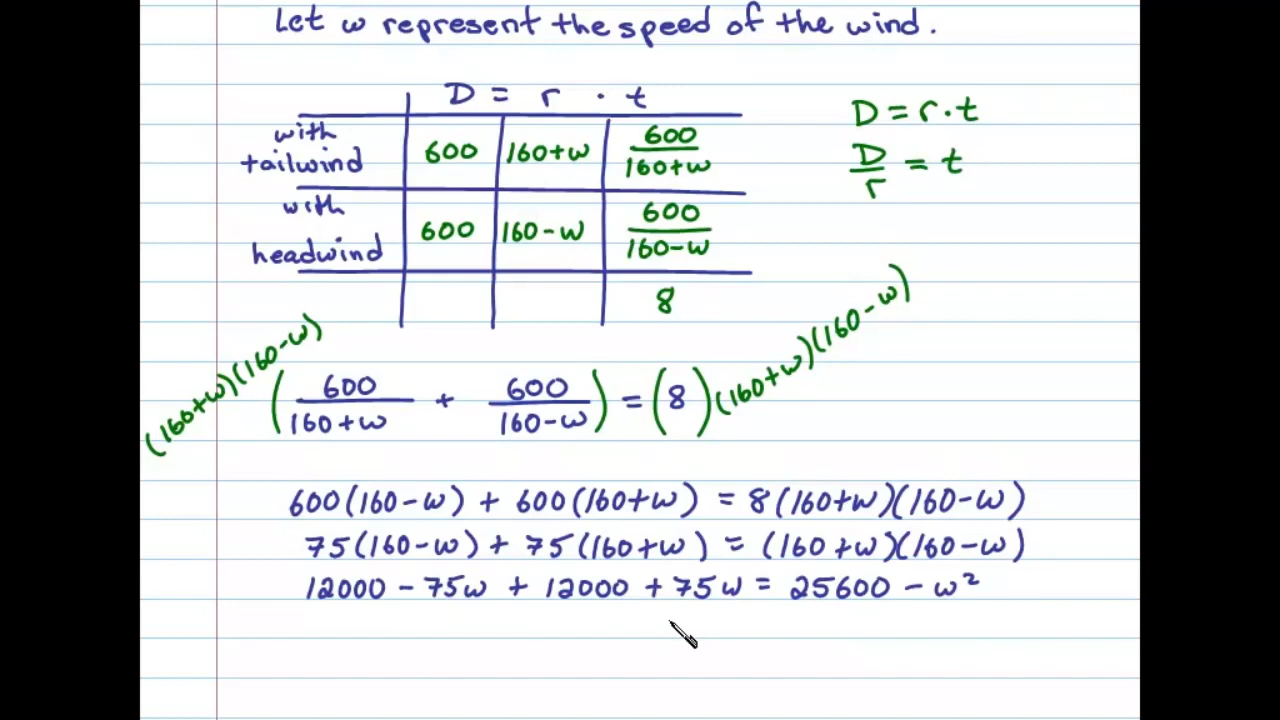 Let w represent the speed of the wind.
D = r · t
with tailwind 600 160+w 600/(160+w)
with headwind 600 160-w 600/(160-w)
8
D = r · t
D/r = t
(160+w)(160-w) (600/(160+w) + 600/(160-w)) = (8) (160+w)(160-w)
600(160-w) + 600(160+w) = 8(160+w)(160-w)
75(160-w) + 75(160+w) = (160+w)(160-w)
12000 - 75w + 12000 + 75w = 25600 - w²